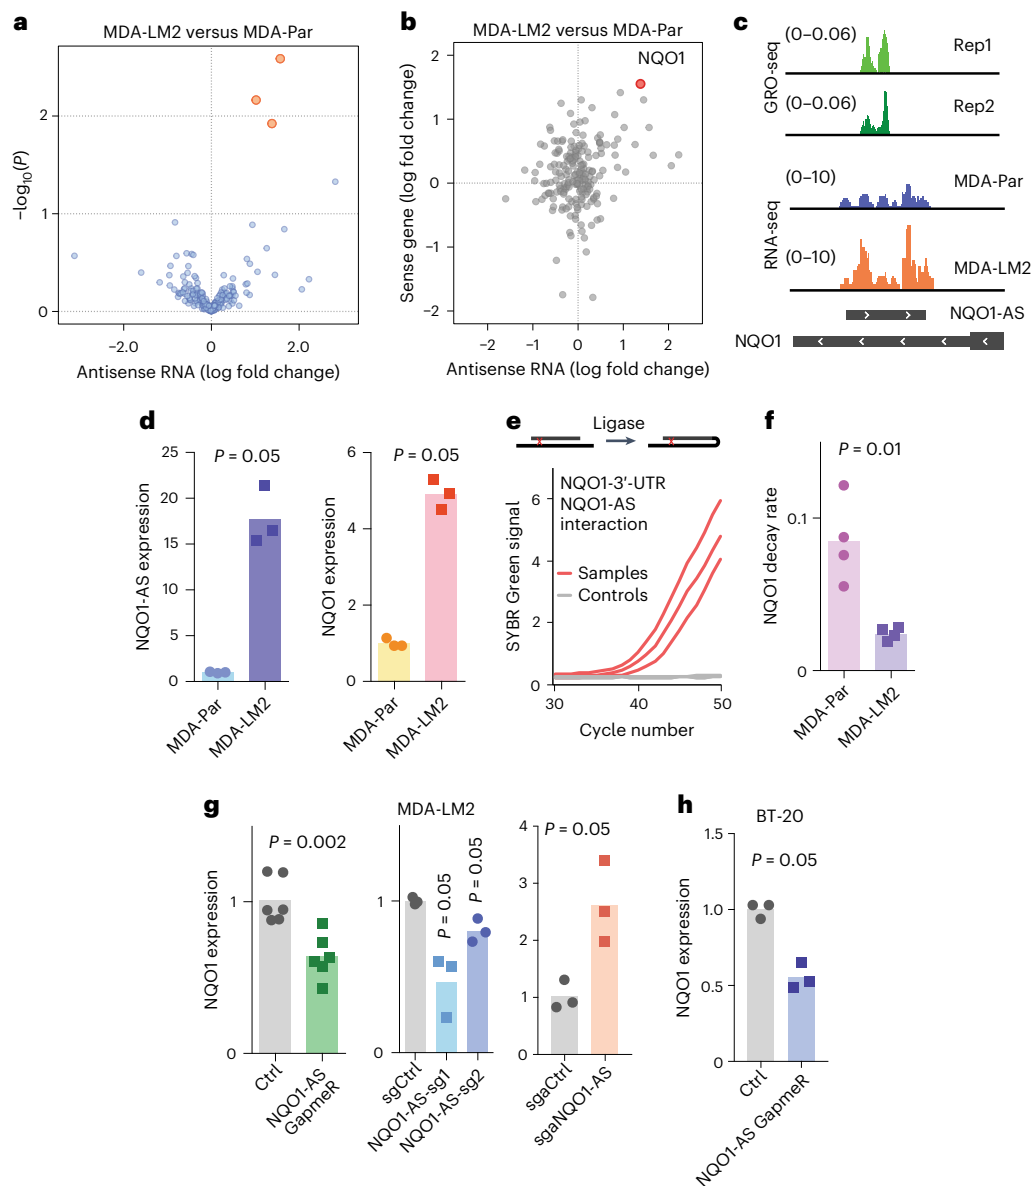 a
MDA-LM2 versus MDA-Par
−log10(P)
2
1
0
−2.0
0
2.0
Antisense RNA (log fold change)
b
MDA-LM2 versus MDA-Par
NQO1
Sense gene (log fold change)
2
1
0
−1
−2
−2
−1
0
1
2
Antisense RNA (log fold change)
c
GRO-seq
(0–0.06)
Rep1
(0–0.06)
Rep2
RNA-seq
(0–10)
MDA-Par
(0–10)
MDA-LM2
NQO1-AS
NQO1
d
NQO1-AS expression
25
20
15
10
5
0
P = 0.05
MDA-Par
MDA-LM2
NQO1 expression
6
4
2
0
P = 0.05
MDA-Par
MDA-LM2
e
Ligase
NQO1-3′-UTR
NQO1-AS
interaction
Samples
Controls
SYBR Green signal
6
4
2
0
30
40
50
Cycle number
f
P = 0.01
NQO1 decay rate
0.1
0
MDA-Par
MDA-LM2
g
MDA-LM2
NQO1 expression
1
0
P = 0.002
Ctrl
NQO1-AS
GapmeR
1
0
P = 0.05
P = 0.05
sgCtrl
NQO1-AS-sg1
NQO1-AS-sg2
4
3
2
1
0
P = 0.05
sgaCtrl
sgaNQO1-AS
h
BT-20
NQO1 expression
1.5
1.0
0.5
0
P = 0.05
Ctrl
NQO1-AS GapmeR